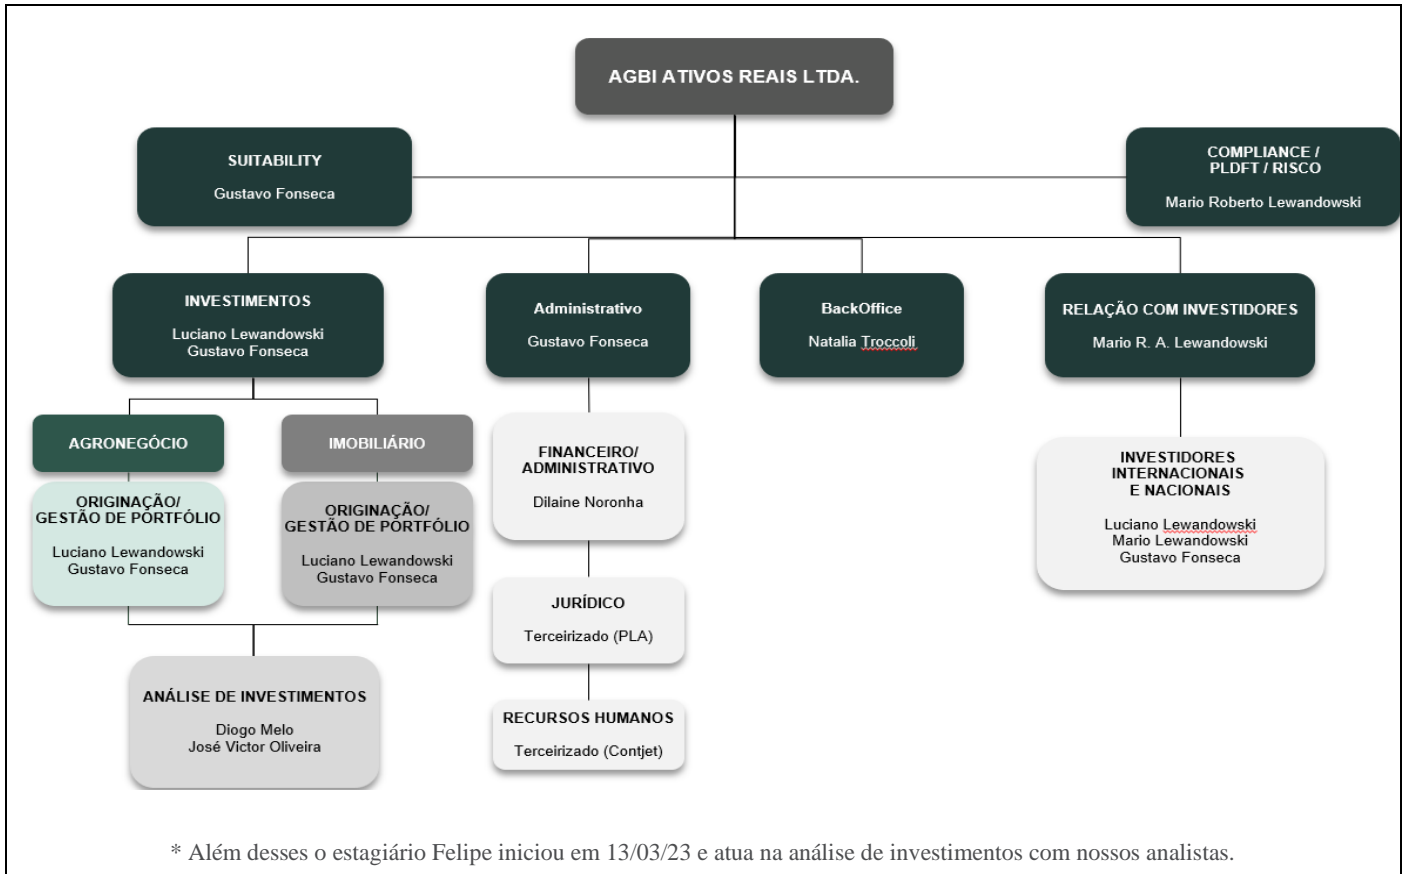 AGBI ATIVOS REAIS LTDA.
SUITABILITY
Gustavo Fonseca
COMPLIANCE /
PLDFT / RISCO
Mario Roberto Lewandowski
INVESTIMENTOS
Luciano Lewandowski
Gustavo Fonseca
Administrativo
Gustavo Fonseca
BackOffice
Natalia Troccoli
RELAÇÃO COM INVESTIDORES
Mario R. A. Lewandowski
AGRONEGÓCIO
ORIGINAÇÃO/
GESTÃO DE PORTFÓLIO
Luciano Lewandowski
Gustavo Fonseca
IMOBILIÁRIO
ORIGINAÇÃO/
GESTÃO DE PORTFÓLIO
Luciano Lewandowski
Gustavo Fonseca
ANÁLISE DE INVESTIMENTOS
Diogo Melo
José Victor Oliveira
FINANCEIRO/
ADMINISTRATIVO
Dilaine Noronha
JURÍDICO
Terceirizado (PLA)
RECURSOS HUMANOS
Terceirizado (Contjet)
INVESTIDORES
INTERNACIONAIS
E NACIONAIS
Luciano Lewandowski
Mario Lewandowski
Gustavo Fonseca
* Além desses o estagiário Felipe iniciou em 13/03/23 e atua na análise de investimentos com nossos analistas.